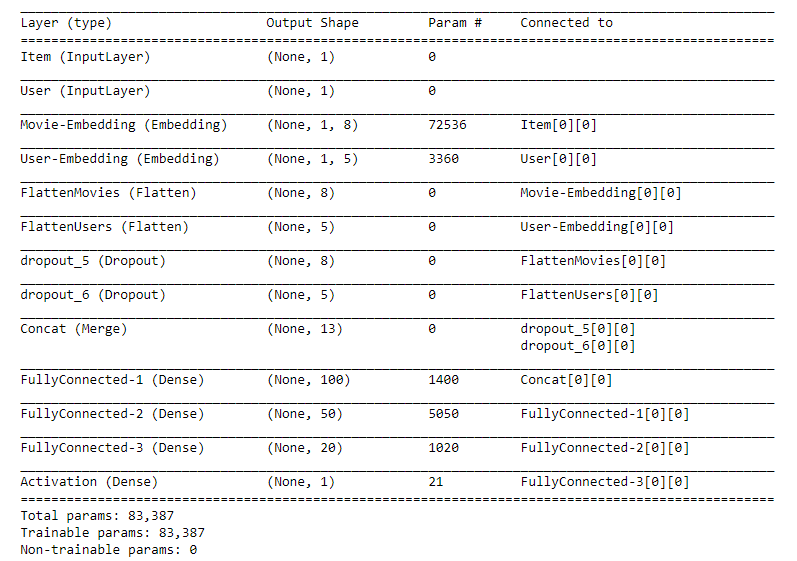 Layer (type) Output Shape Param # Connected to
Item (InputLayer) (None, 1) 0
User (InputLayer) (None, 1) 0
Movie-Embedding (Embedding) (None, 1, 8) 72536 Item[0][0]
User-Embedding (Embedding) (None, 1, 5) 3360 User[0][0]
FlattenMovies (Flatten) (None, 8) 0 Movie-Embedding[0][0]
FlattenUsers (Flatten) (None, 5) 0 User-Embedding[0][0]
dropout_5 (Dropout) (None, 8) 0 FlattenMovies[0][0]
dropout_6 (Dropout) (None, 5) 0 FlattenUsers[0][0]
Concat (Merge) (None, 13) 0 dropout_5[0][0]
dropout_6[0][0]
FullyConnected-1 (Dense) (None, 100) 1400 Concat[0][0]
FullyConnected-2 (Dense) (None, 50) 5050 FullyConnected-1[0][0]
FullyConnected-3 (Dense) (None, 20) 1020 FullyConnected-2[0][0]
Activation (Dense) (None, 1) 21 FullyConnected-3[0][0]
Total params: 83,387
Trainable params: 83,387
Non-trainable params: 0